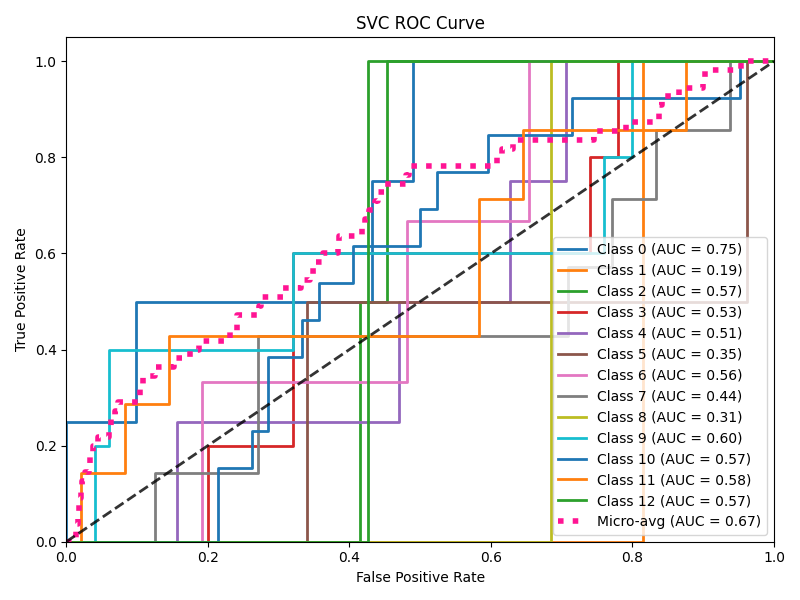 SVC ROC Curve
True Positive Rate
1.0
0.8
0.6
0.4
0.2
0.0
Class 0 (AUC = 0.75)
Class 1 (AUC = 0.19)
Class 2 (AUC = 0.57)
Class 3 (AUC = 0.53)
Class 4 (AUC = 0.51)
Class 5 (AUC = 0.35)
Class 6 (AUC = 0.56)
Class 7 (AUC = 0.44)
Class 8 (AUC = 0.31)
Class 9 (AUC = 0.60)
Class 10 (AUC = 0.57)
Class 11 (AUC = 0.58)
Class 12 (AUC = 0.57)
Micro-avg (AUC = 0.67)
0.0 0.2 0.4 0.6 0.8 1.0
False Positive Rate